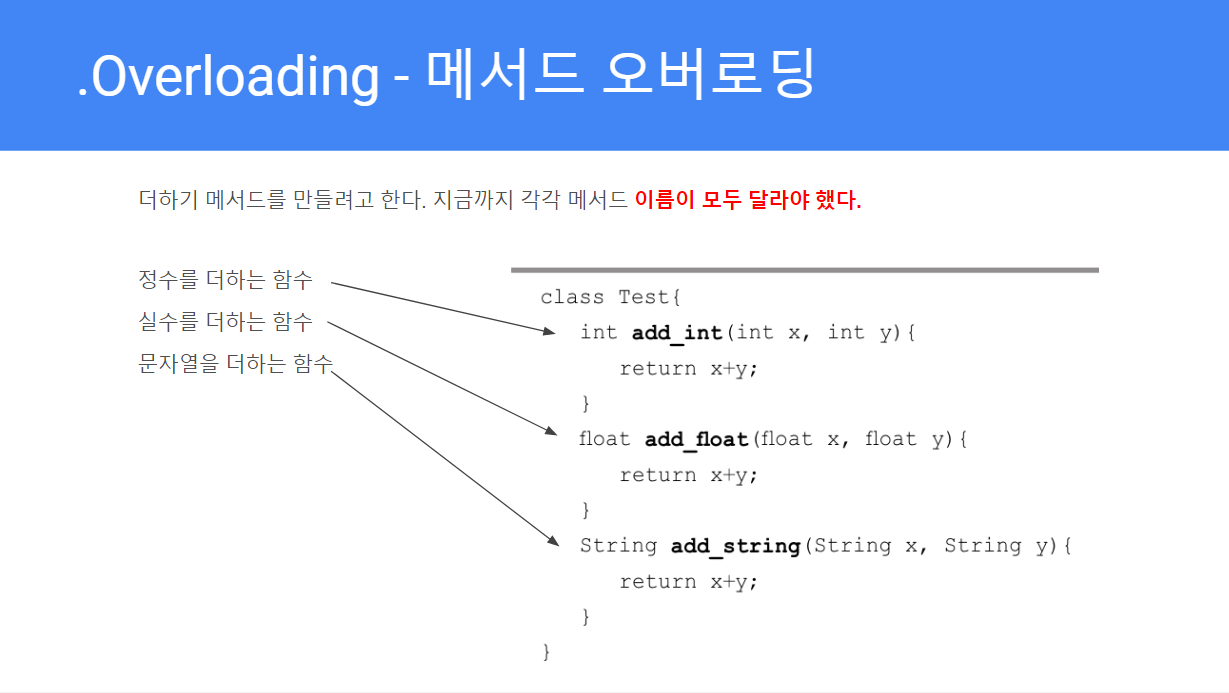 .Overloading - 메서드 오버로딩
더하기 메서드를 만들려고 한다. 지금까지 각각 메서드 이름이 모두 달라야 했다.
정수를 더하는 함수
실수를 더하는 함수
문자열을 더하는 함수
class Test{
int add_int(int x, int y){
return x+y;
}
float add_float(float x, float y){
return x+y;
}
String add_string(String x, String y){
return x+y;
}
}